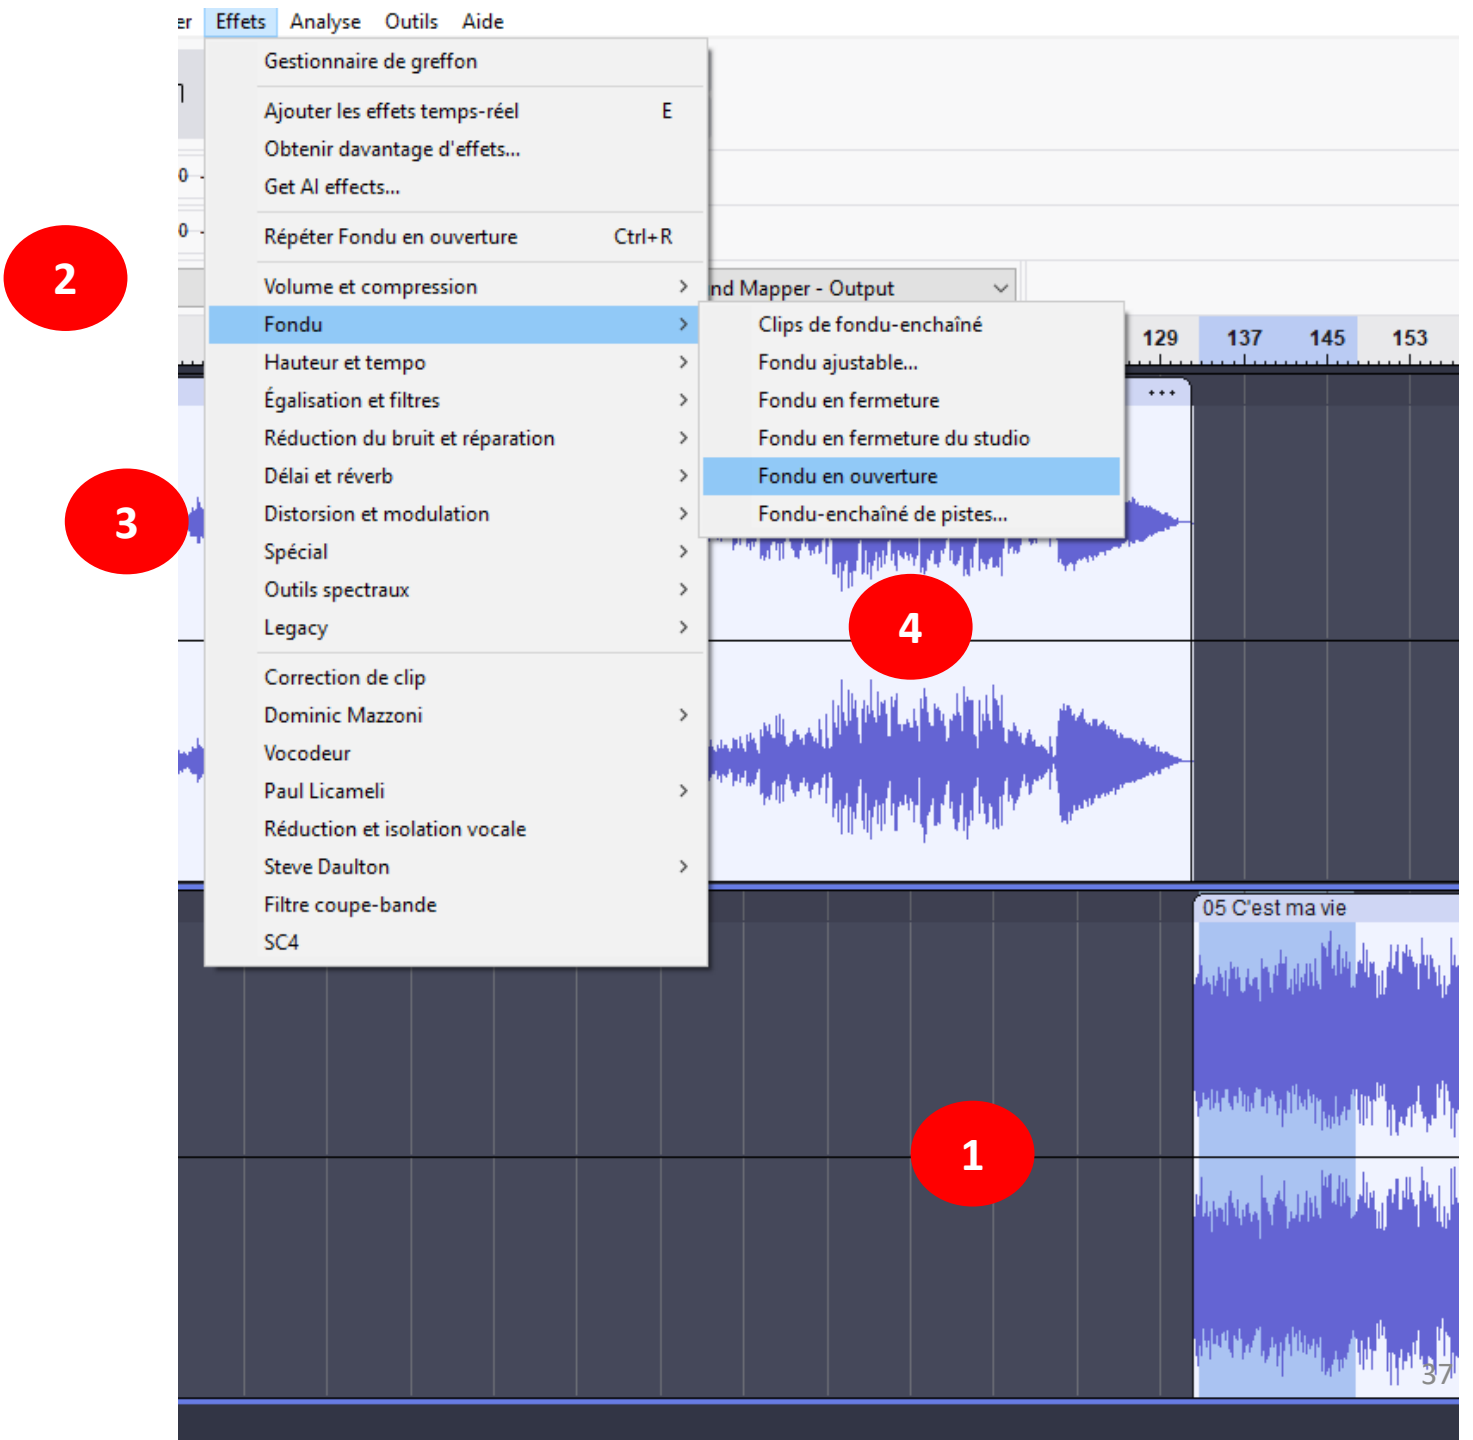 er Effets Analyse Outils Aide
Gestionnaire de greffon
Ajouter les effets temps-réel E
Obtenir davantage d'effets...
Get AI effects...
Répéter Fondu en ouverture Ctrl+R
Volume et compression
Fondu
Hauteur et tempo
Égalisation et filtres
Réduction du bruit et réparation
Délai et réverb
Distorsion et modulation
Spécial
Outils spectraux
Legacy
Correction de clip
Dominic Mazzoni
Vocodeur
Paul Licameli
Réduction et isolation vocale
Steve Daulton
Filtre coupe-bande
SC4
0
0
nd Mapper - Output
Clips de fondu-enchaîné
Fondu ajustable...
Fondu en fermeture
Fondu en fermeture du studio
Fondu en ouverture
Fondu-enchaîné de pistes...
129 137 145 153
2
3
4
05 C'est ma vie
1
37